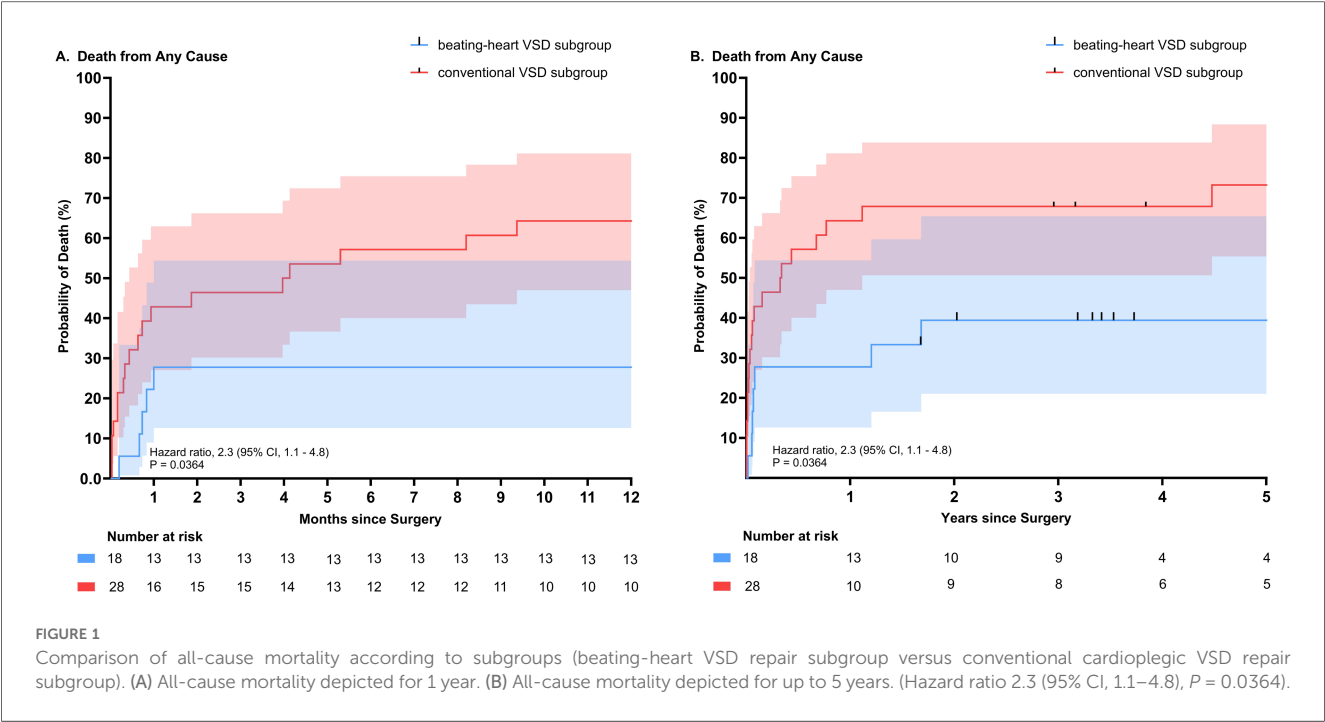 A. Death from Any Cause
beating-heart VSD subgroup
conventional VSD subgroup
Probability of Death (%)
100
90
80
70
60
50
40
30
20
10
0.0
Hazard ratio, 2.3 (95% CI, 1.1 - 4.8)
P = 0.0364
1 2 3 4 5 6 7 8 9 10 11 12
Months since Surgery
Number at risk
18 13 13 13 13 13 13 13 13 13 13 13 13
28 16 15 15 14 13 12 12 12 11 10 10 10
B. Death from Any Cause
beating-heart VSD subgroup
conventional VSD subgroup
Probability of Death (%)
100
90
80
70
60
50
40
30
20
10
Hazard ratio, 2.3 (95% CI, 1.1 - 4.8)
P = 0.0364
1 2 3 4 5
Years since Surgery
Number at risk
18 13 10 9 4 4
28 10 9 8 6 5
FIGURE 1
Comparison of all-cause mortality according to subgroups (beating-heart VSD repair subgroup versus conventional cardioplegic VSD repair
subgroup). (A) All-cause mortality depicted for 1 year. (B) All-cause mortality depicted for up to 5 years. (Hazard ratio 2.3 (95% CI, 1.1–4.8), P = 0.0364).